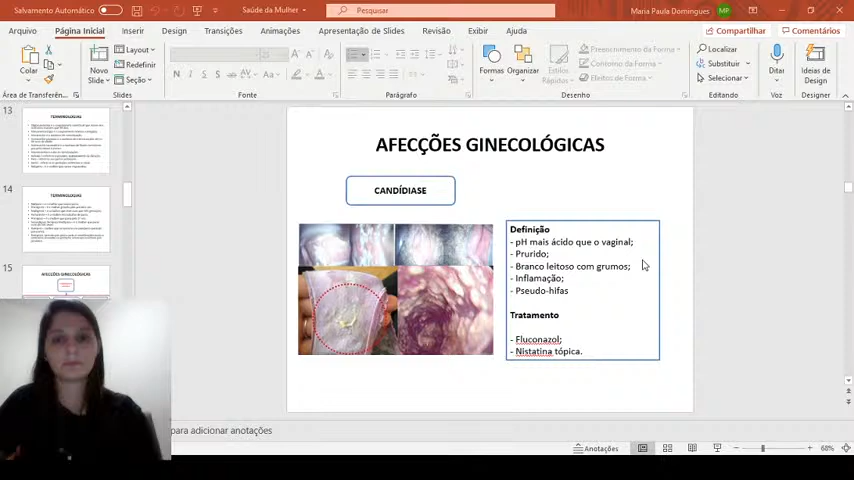 Salvamento Automático
Saúde da Mulher
Pesquisar
Maria Paula Domingues
MP
Arquivo
Página Inicial
Inserir
Design
Transições
Animações
Apresentação de Slides
Revisão
Exibir
Ajuda
Compartilhar
Comentários
Colar
Novo
Slide
Layout
Redefinir
Seção
N
I
S
Formas
Organizar
Estilos
Rápidos
Preenchimento da Forma
Contorno da Forma
Efeitos de Forma
Localizar
Substituir
Selecionar
Ditar
Ideias de
Design
Área de Transferên...
Slides
Fonte
Parágrafo
Desenho
Editando
Voz
Designer
13
TERMINOLOGIAS
14
TERMINOLOGIAS
15
AFECÇÕES GINECOLÓGICAS
AFECÇÕES GINECOLÓGICAS
CANDÍDIASE
Definição
- pH mais ácido que o vaginal;
- Prurido;
- Branco leitoso com grumos;
- Inflamação;
- Pseudo-hifas
Tratamento
- Fluconazol;
- Nistatina tópica.
para adicionar anotações
Anotações
68%